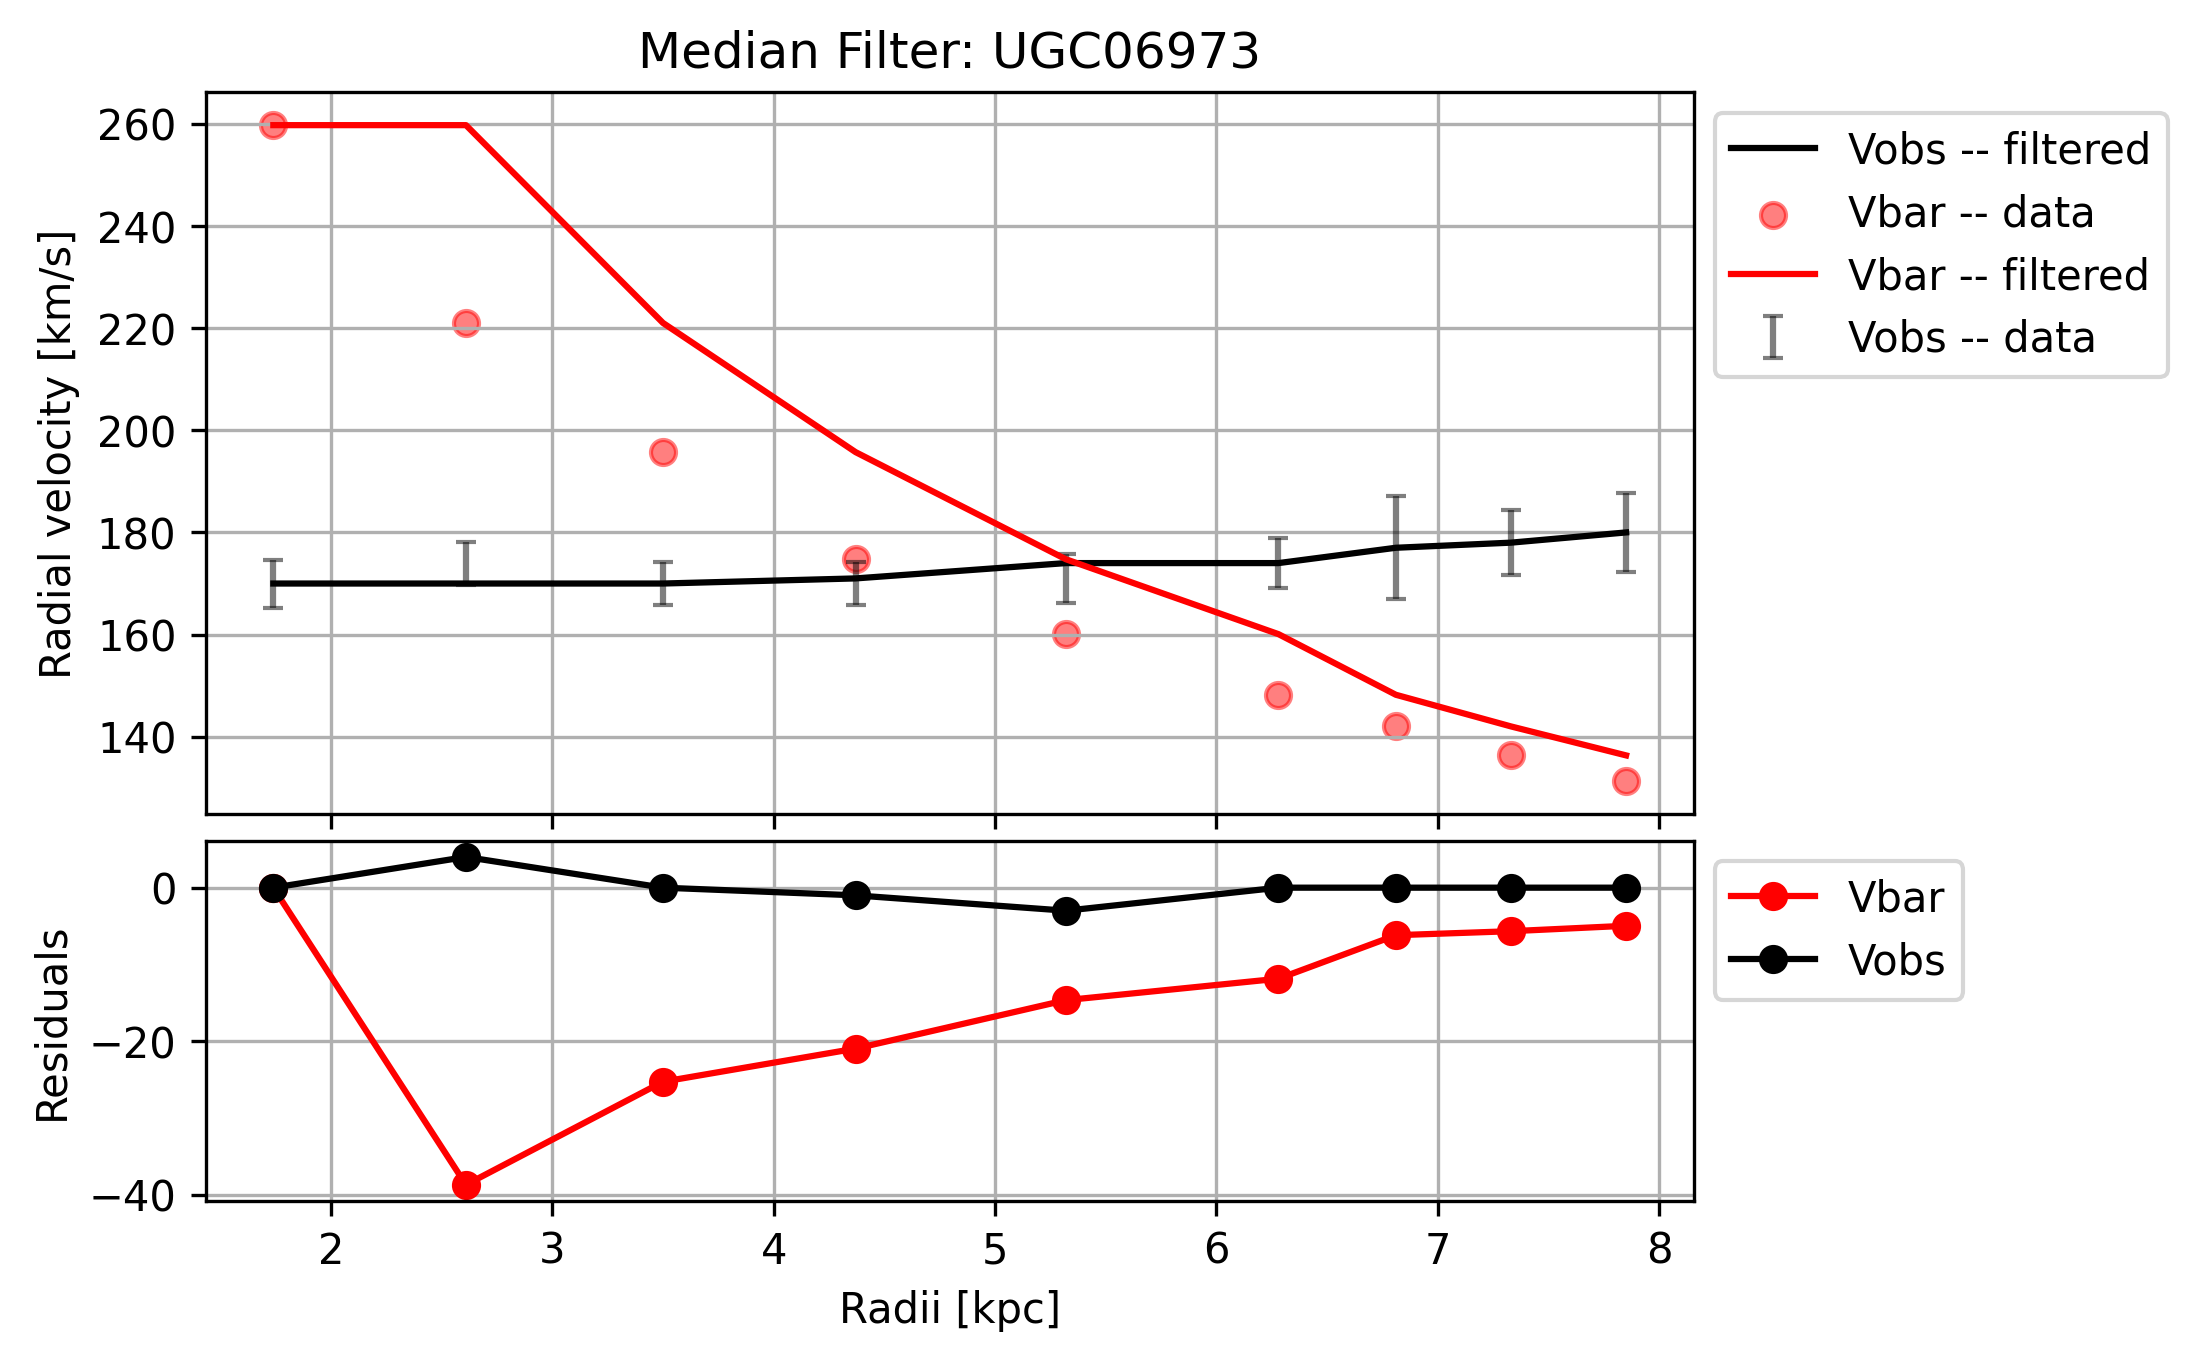 Median Filter: UGC06973
Radial velocity [km/s]
260
240
220
200
180
160
140
Vobs -- filtered
Vbar -- data
Vbar -- filtered
Vobs -- data
Residuals
0
−20
−40
Vbar
Vobs
2 3 4 5 6 7 8
Radii [kpc]